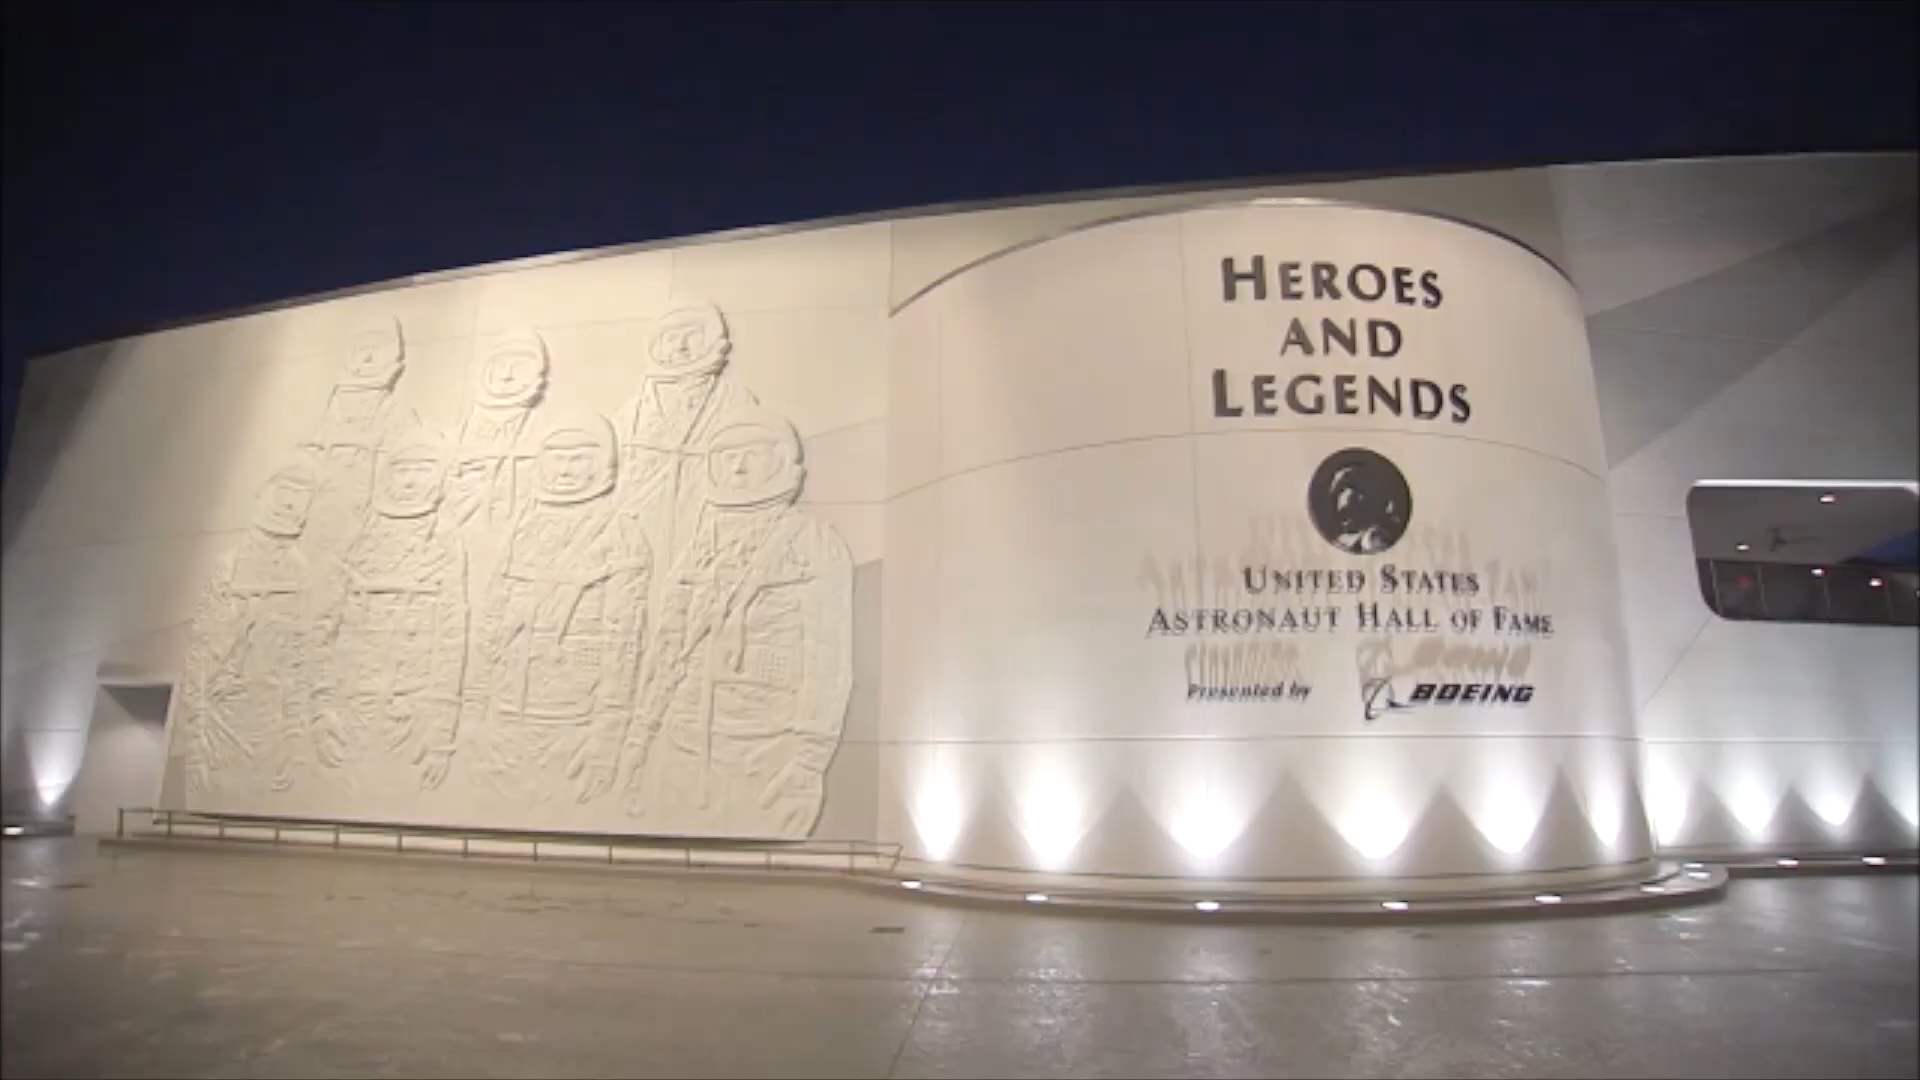 HEROES
AND
LEGENDS
UNITED STATES
ASTRONAUT HALL OF FAME
Presented by BOEING